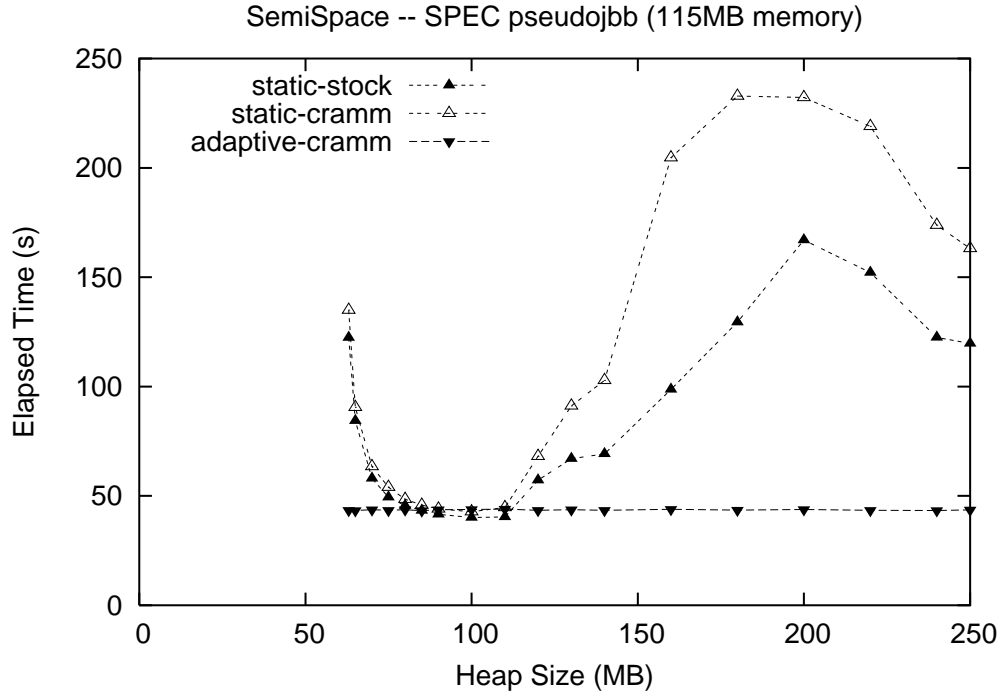 SemiSpace -- SPEC pseudojbb (115MB memory)
250
200
150
100
50
0
Elapsed Time (s)
static-stock
static-cramm
adaptive-cramm
0 50 100 150 200 250
Heap Size (MB)